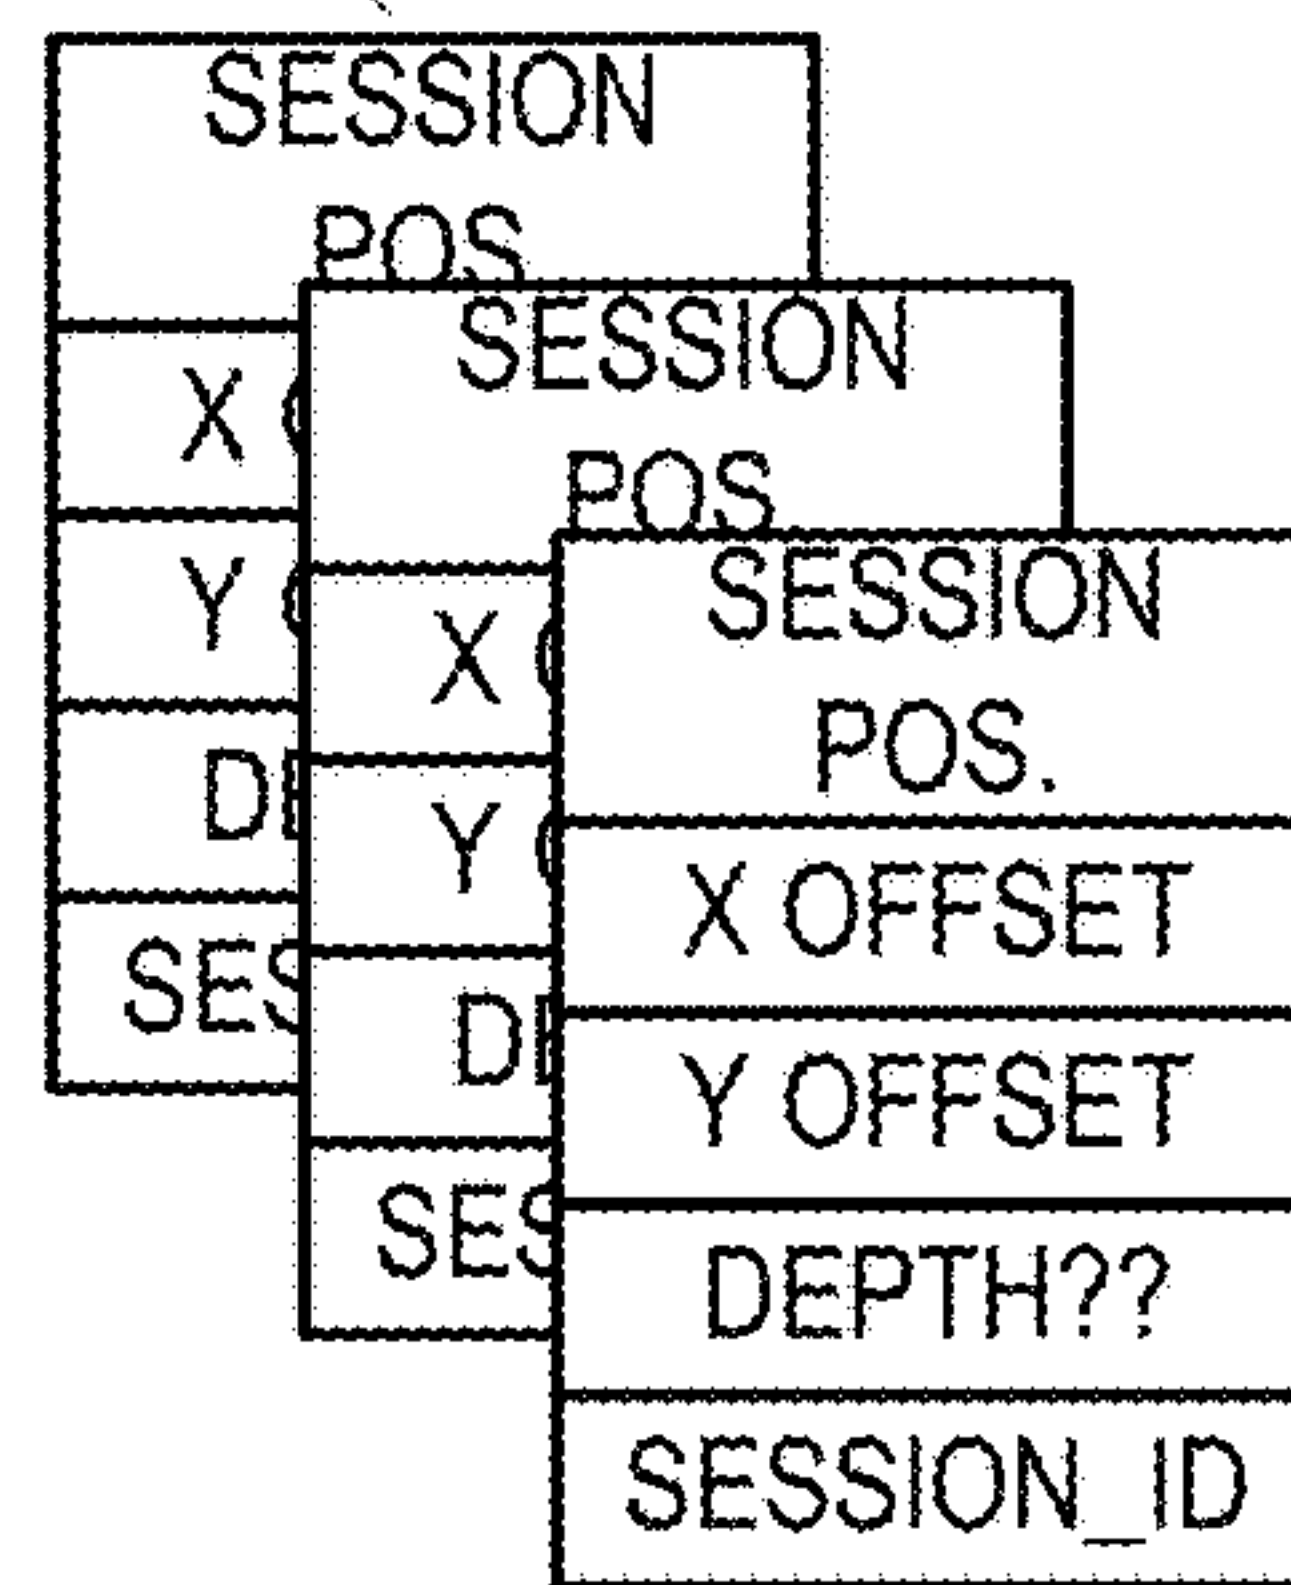 SESSION
POS
X
Y
SESSION
POS
X
Y
SESSION
POS.
X OFFSET
Y OFFSET
DEPTH??
SESSION_ID